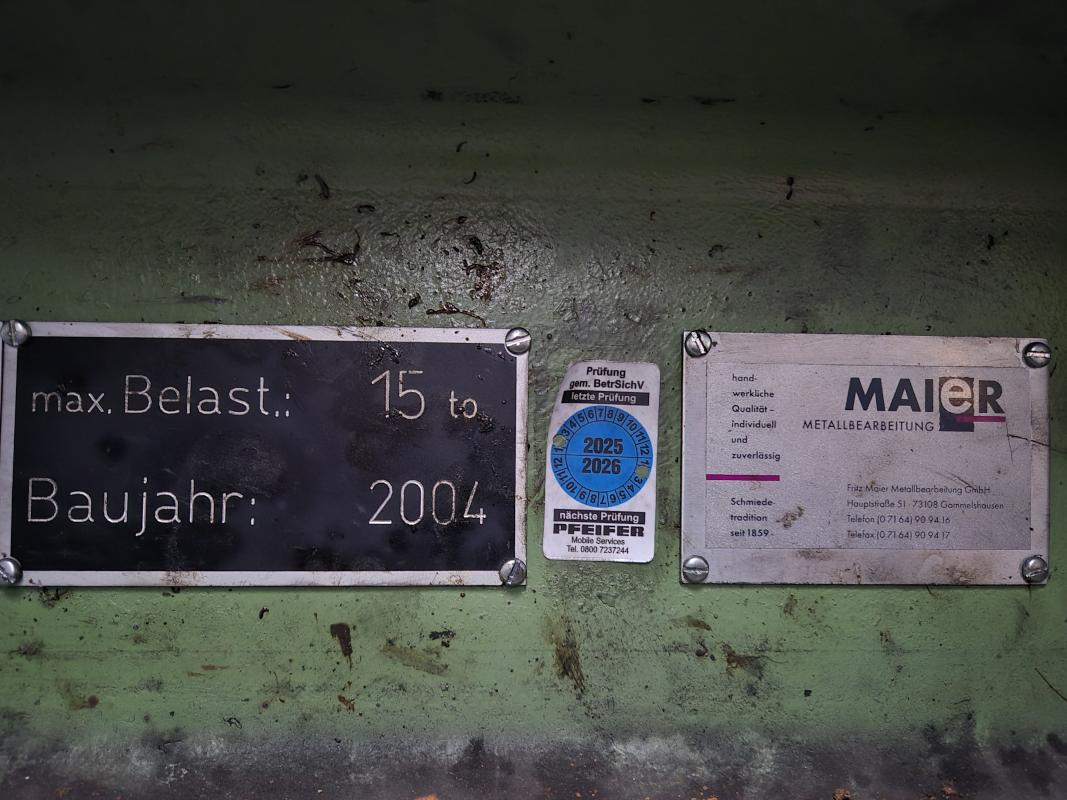 max. Belast.: 15 to
Baujahr: 2004
Prüfung
gem. BetrSichV
letzte Prüfung
2025
2026
nächste Prüfung
PFEIFER
Mobile Services
Tel. 0800 7237244
hand-
werkliche
Qualität –
individuell
und
zuverlässig
Schmiede-
tradition
seit 1859
MAIER
METALLBEARBEITUNG
Fritz Maier Metallbearbeitung GmbH
Hauptstraße 51 · 73108 Gammelshausen
Telefon (0 71 64) 90 94 16
Telefax (0 71 64) 90 94 17